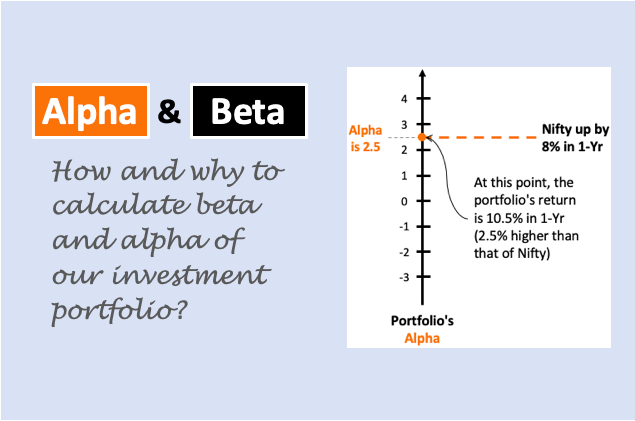 Alpha & Beta
How and why to
calculate beta
and alpha of
our investment
portfolio?
4
3
2
1
0
-1
-2
-3
Alpha
is 2.5
Nifty up by
8% in 1-Yr
At this point, the
portfolio's return
is 10.5% in 1-Yr
(2.5% higher than
that of Nifty)
Portfolio's
Alpha